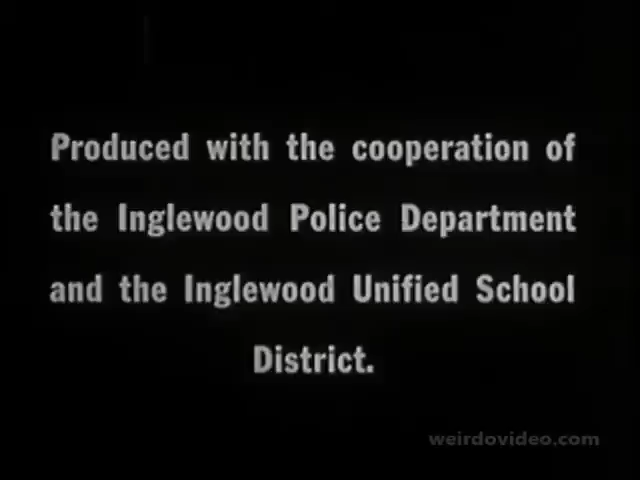 Produced with the cooperation of
the Inglewood Police Department
and the Inglewood Unified School
District.
weirdovideo.com